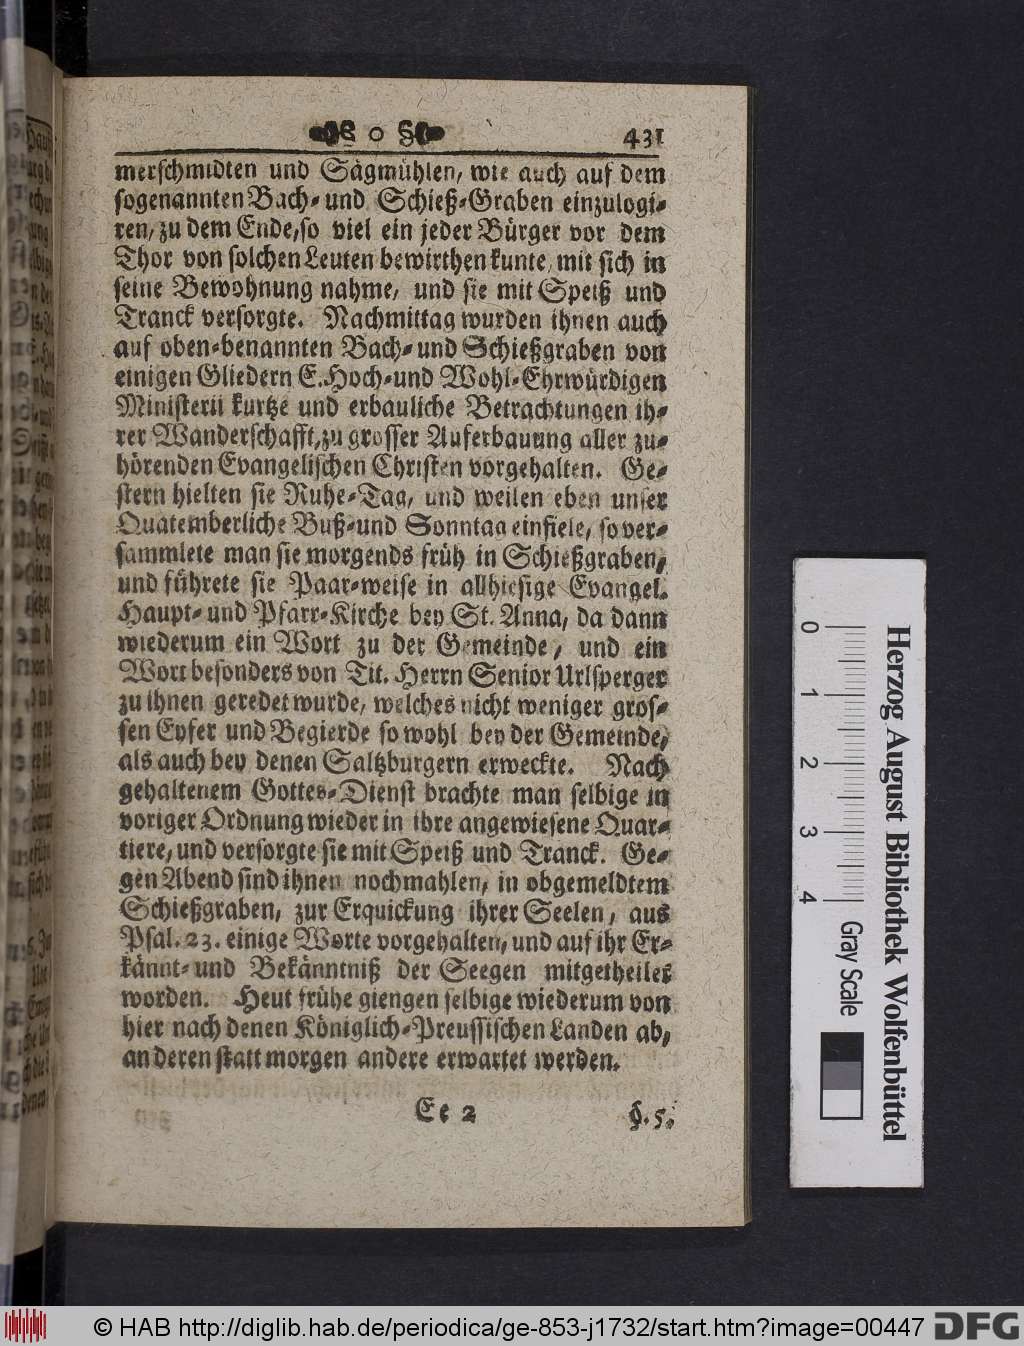 431
merschmidten und Sägmühlen, wie auch auf dem
sogenannten Bach- und Schieß-Graben einzulogi-
ren, zu dem Ende, so viel ein jeder Bürger vor dem
Thor von solchen Leuten bewirthen kunte, mit sich in
seine Bewohnung nahme, und sie mit Speiß und
Tranck versorgte. Nachmittag wurden ihnen auch
auf oben-benannten Bach- und Schießgraben von
einigen Gliedern E. Hoch- und Wohl-Ehrwürdigen
Ministerii kurtze und erbauliche Betrachtungen ih-
rer Wanderschafft, zu grosser Auferbauung aller zu-
hörenden Evangelischen Christen vorgehalten. Ge-
stern hielten sie Ruhe-Tag, und weilen eben unser
Quatemberliche Buß- und Sonntag einfiele, so ver-
sammlete man sie morgends früh in Schießgraben,
und führete sie Paar-weise in allhiesige Evangel.
Haupt- und Pfarr-Kirche bey St. Anna, da dann
wiederum ein Wort zu der Gemeinde, und ein
Wort besonders von Tit. Herrn Senior Urlsperger
zu ihnen geredet wurde, welches nicht weniger gros-
sen Eyfer und Begierde so wohl bey der Gemeinde,
als auch bey denen Saltzburgern erweckte. Nach
gehaltenem Gottes-Dienst brachte man selbige in
voriger Ordnung wieder in ihre angewiesene Quar-
tiere, und versorgte sie mit Speiß und Tranck. Ge-
gen Abend sind ihnen nochmahlen, in obgemeldtem
Schießgraben, zur Erquickung ihrer Seelen, aus
Psal. 23. einige Worte vorgehalten, und auf ihr Er-
kännt- und Bekänntniß der Seegen mitgetheilet
worden. Heut frühe giengen selbige wiederum von
hier nach denen Königlich-Preussischen Landen ab,
an deren statt morgen andere erwartet werden.
Ee 2 §. 5.
0 1 2 3 4 Gray Scale
Herzog August Bibliothek Wolfenbüttel
© HAB http://diglib.hab.de/periodica/ge-853-j1732/start.htm?image=00447 DFG